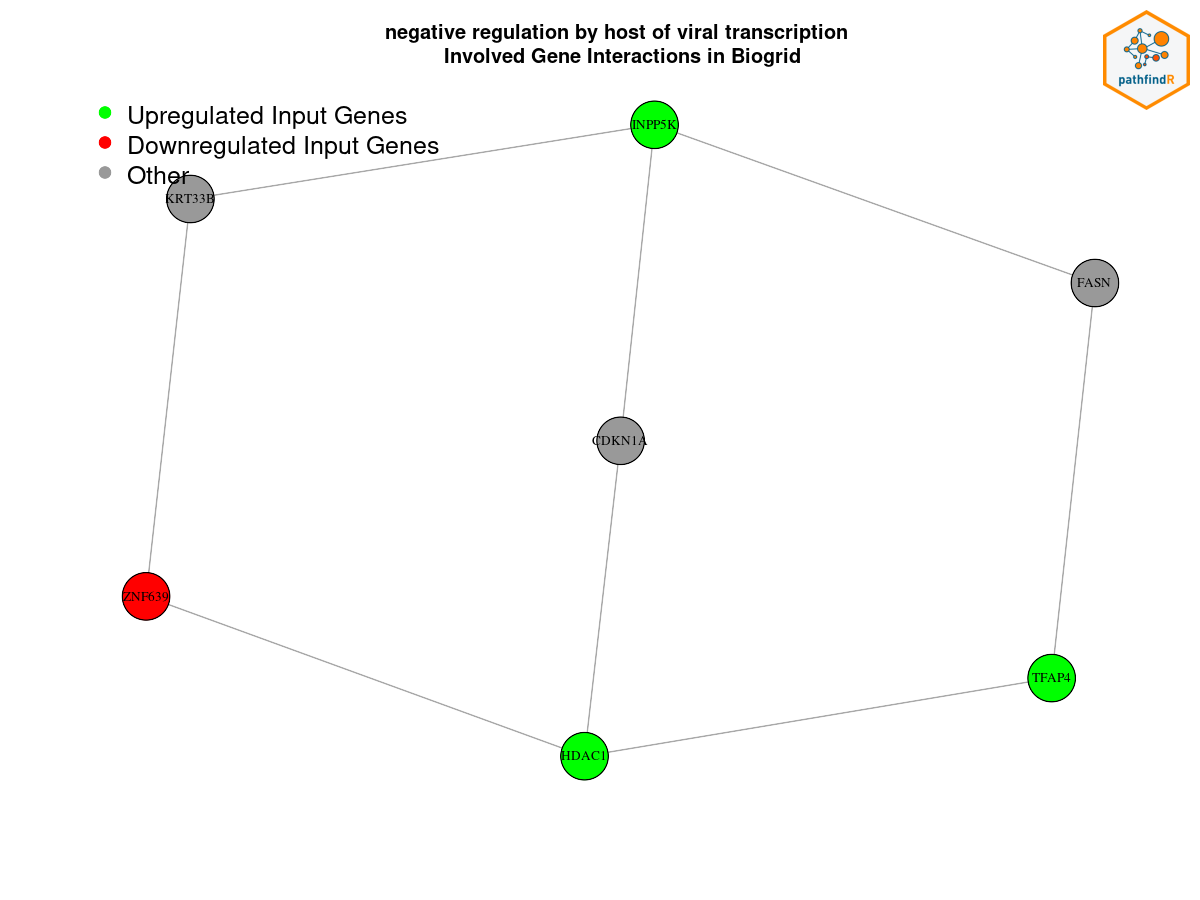 negative regulation by host of viral transcription
Involved Gene Interactions in Biogrid
pathfindR
Upregulated Input Genes
Downregulated Input Genes
Other
INPP5K
KRT33B
FASN
CDKN1A
ZNF639
TFAP4
HDAC1